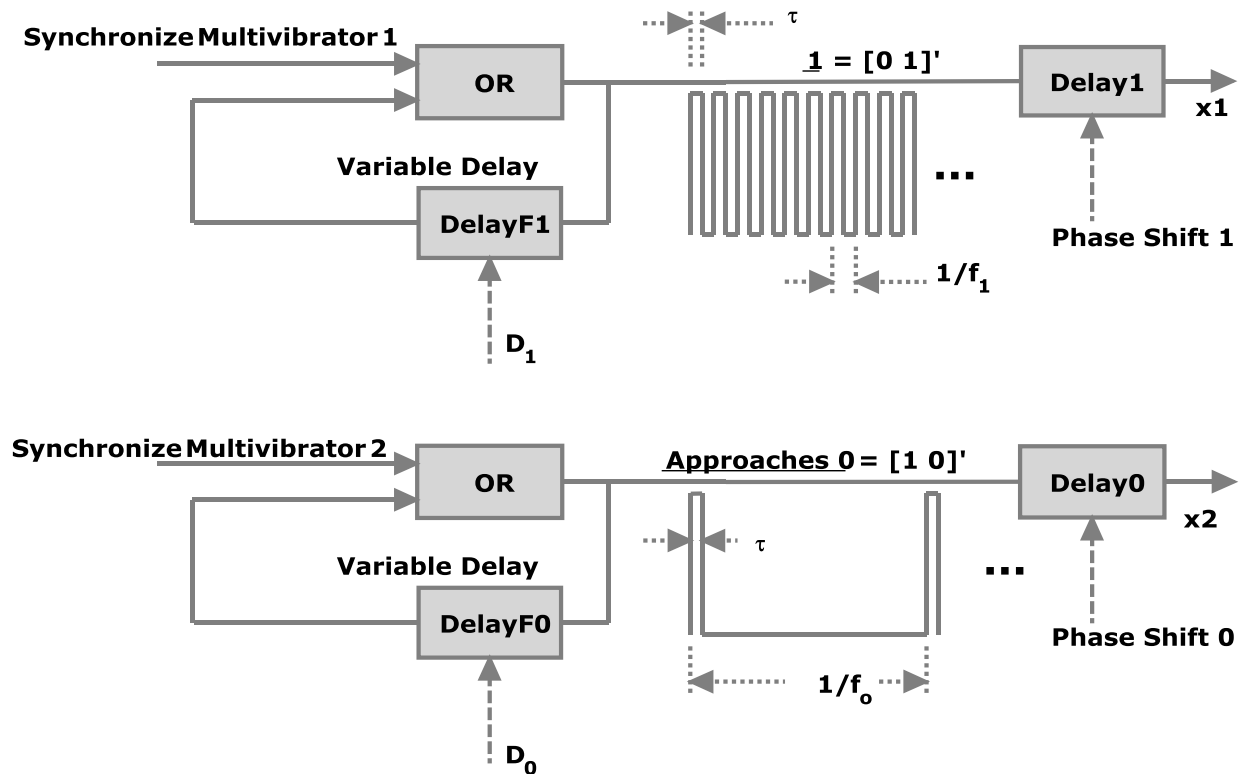 τ
Synchronize Multivibrator 1
OR
1 = [0 1]'
Delay1
x1
Variable Delay
...
DelayF1
Phase Shift 1
1/f1
D1
Synchronize Multivibrator 2
OR
Approaches 0 = [1 0]'
Delay0
x2
τ
Variable Delay
...
DelayF0
Phase Shift 0
1/fo
D0